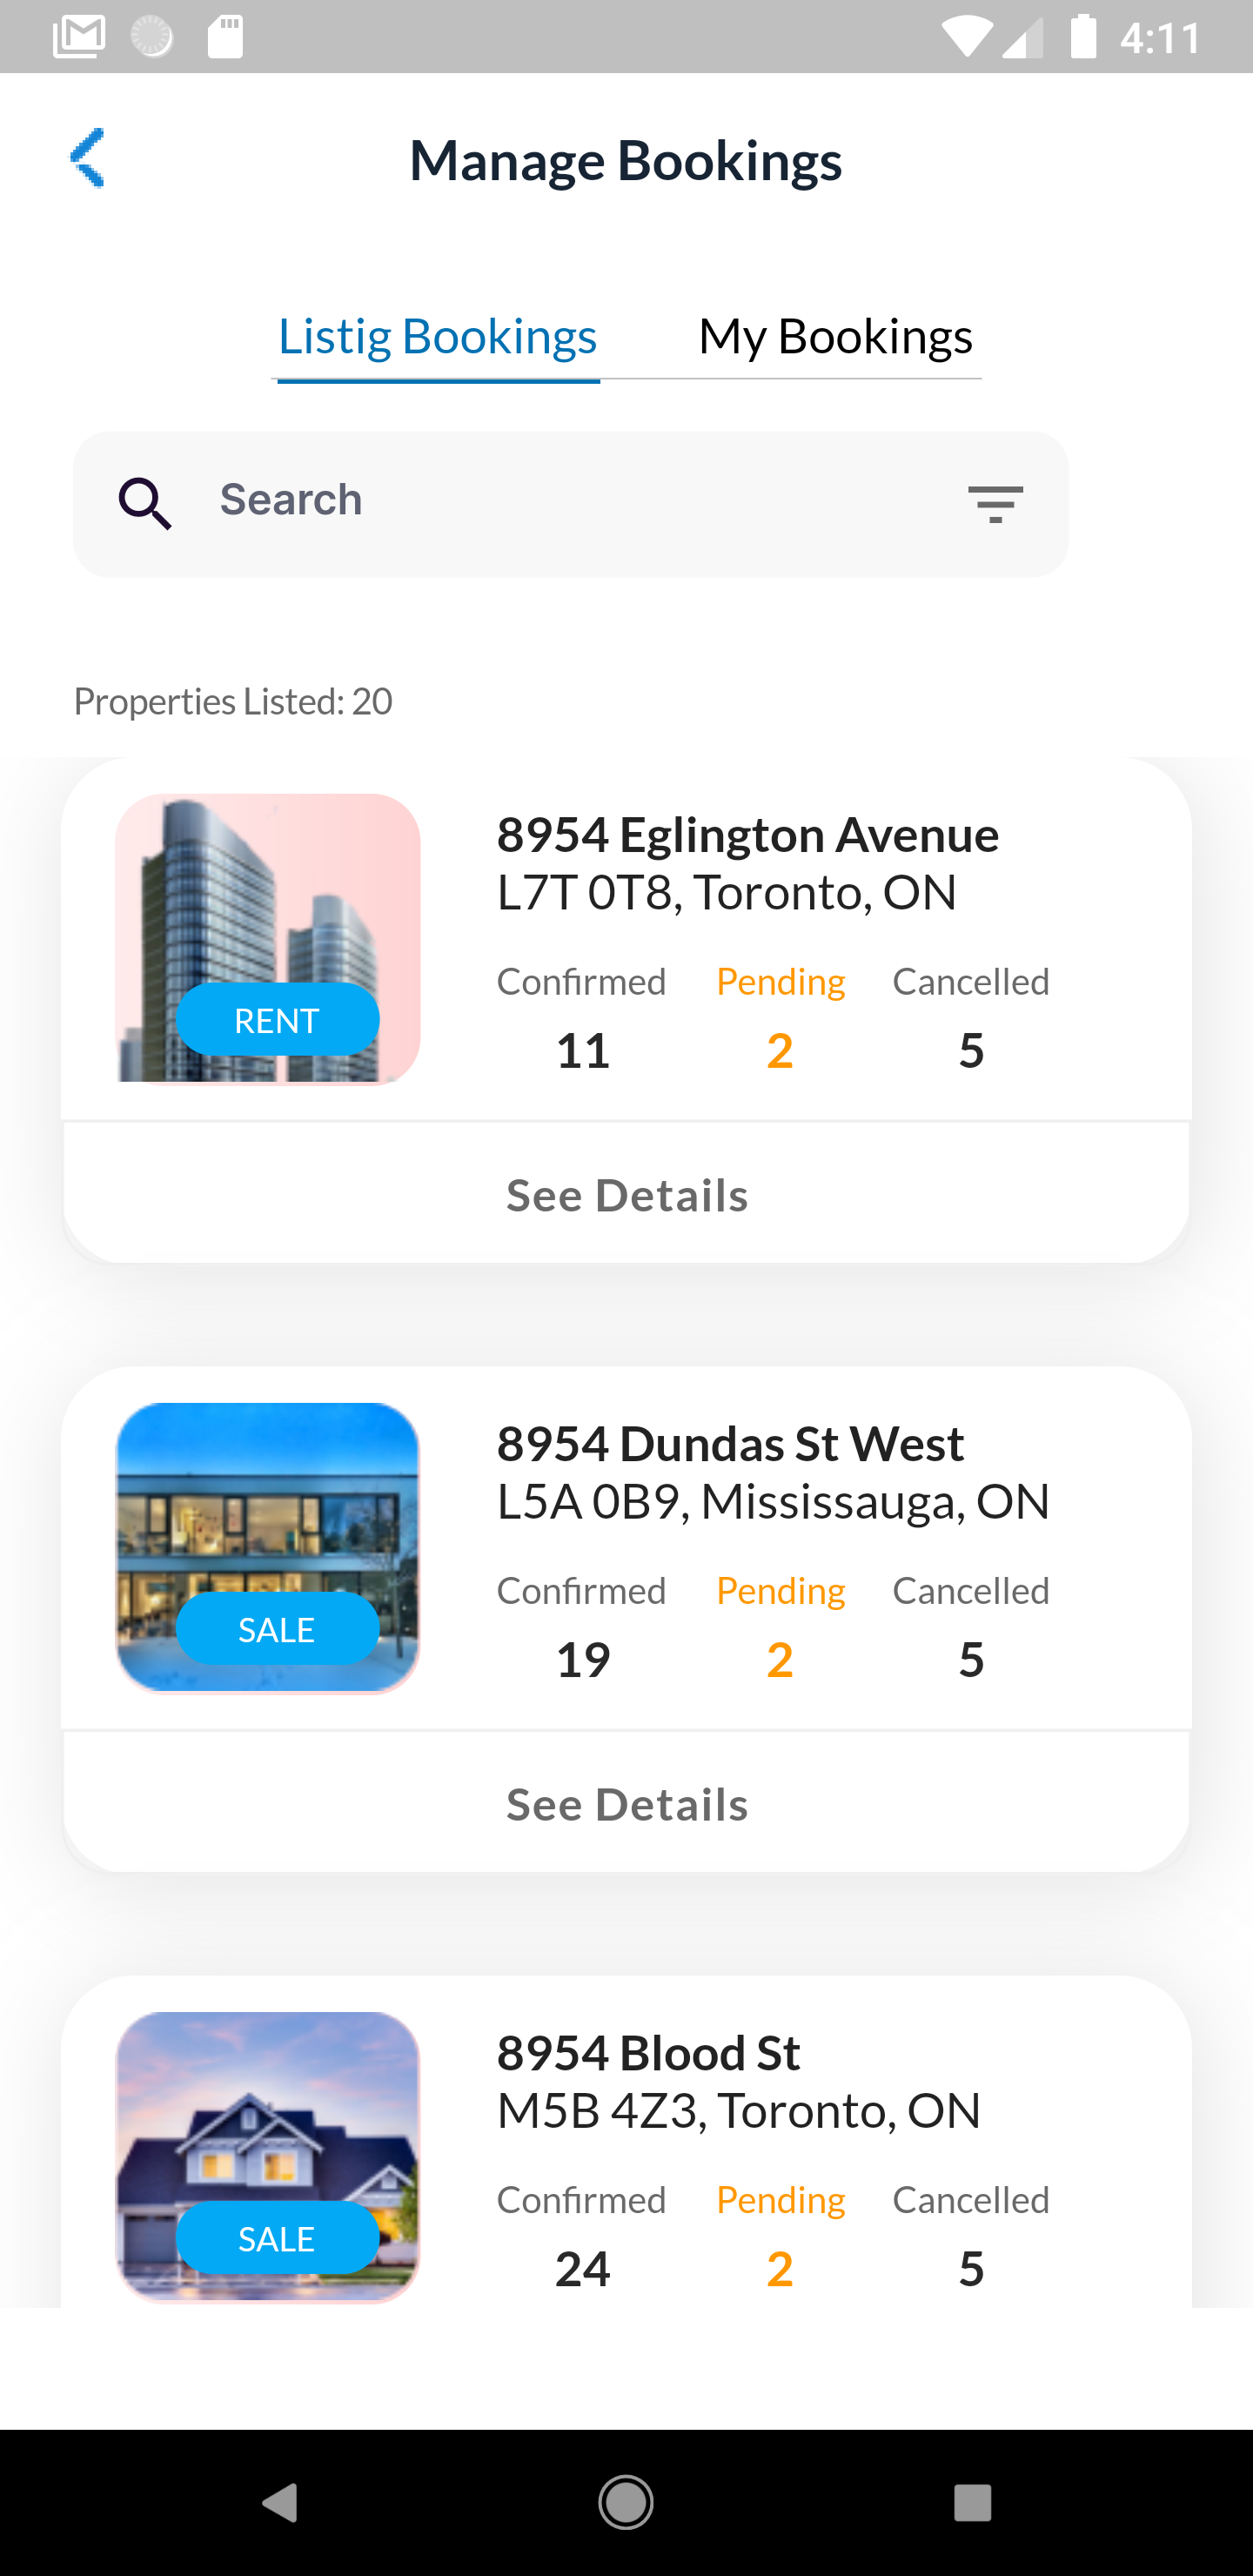 4:11
Manage Bookings
Listig Bookings My Bookings
Search
Properties Listed: 20
8954 Eglington Avenue
L7T 0T8, Toronto, ON
Confirmed Pending Cancelled
11 2 5
RENT
See Details
8954 Dundas St West
L5A 0B9, Mississauga, ON
Confirmed Pending Cancelled
19 2 5
SALE
See Details
8954 Blood St
M5B 4Z3, Toronto, ON
Confirmed Pending Cancelled
24 2 5
SALE